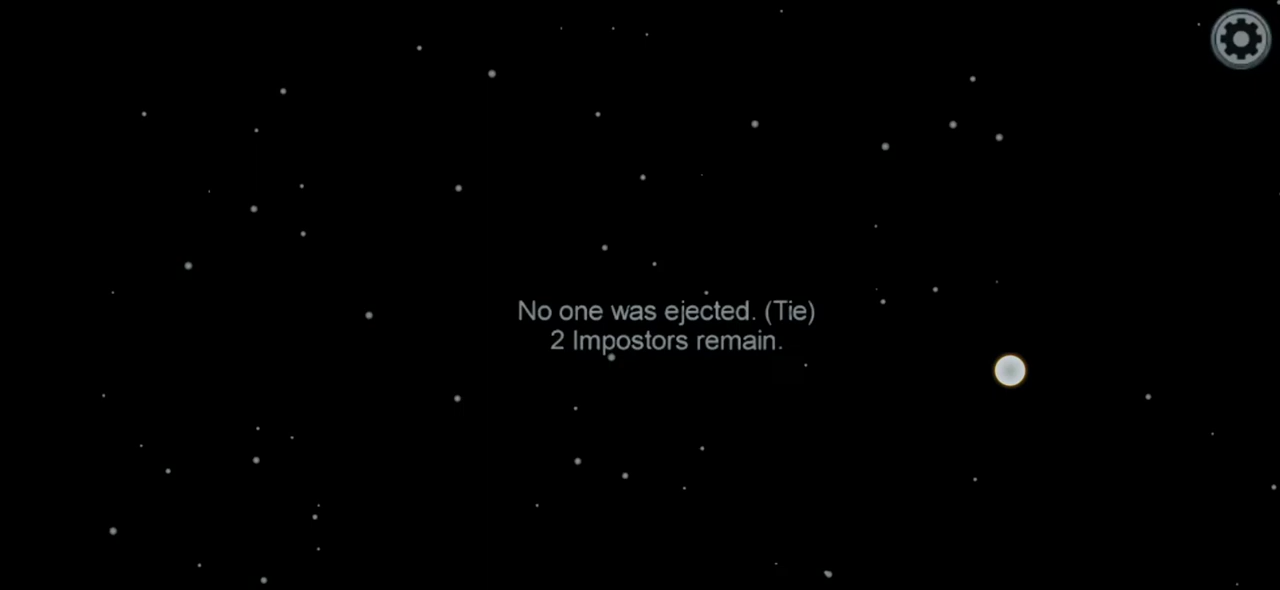 No one was ejected. (Tie)
2 Impostors remain.